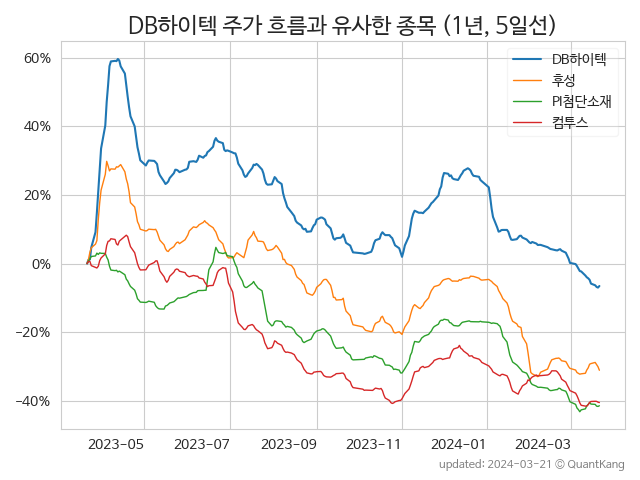 DB하이텍 주가 흐름과 유사한 종목 (1년, 5일선)
60%
40%
20%
0%
−20%
−40%
DB하이텍
후성
PI첨단소재
컴투스
2023-05
2023-07
2023-09
2023-11
2024-01
2024-03
updated: 2024-03-21 © QuantKang